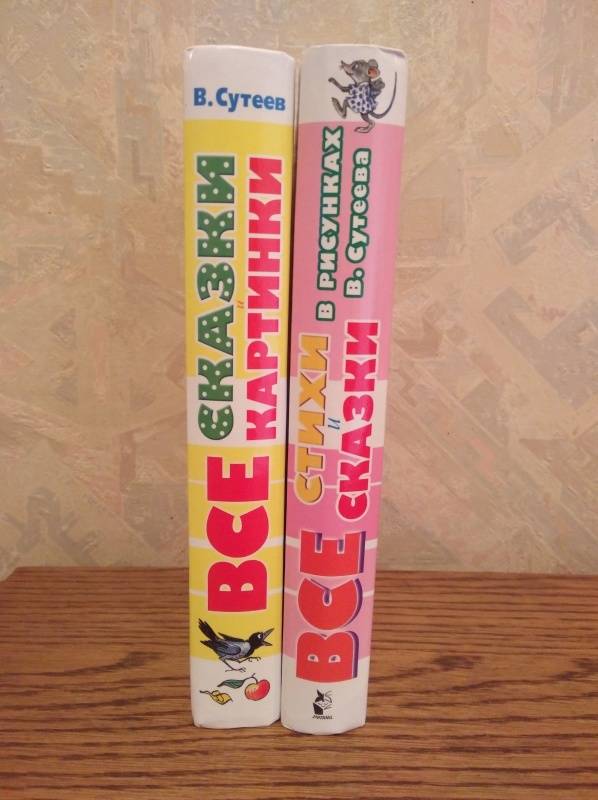 В. Сутеев
ВСЕ СКАЗКИ
и
КАРТИНКИ
ВСЕ СТИХИ
и
СКАЗКИ
В РИСУНКАХ
В. Сутеева